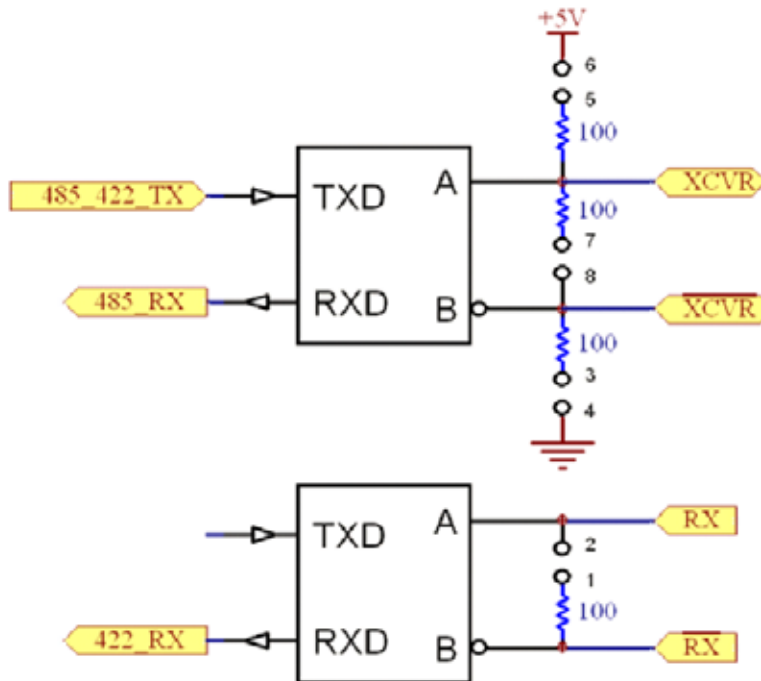 +5V
6
5
100
485_422_TX
TXD
A
XCVR
100
7
8
485_RX
RXD
B
XCVR
100
3
4
TXD
A
RX
2
1
100
422_RX
RXD
B
RX